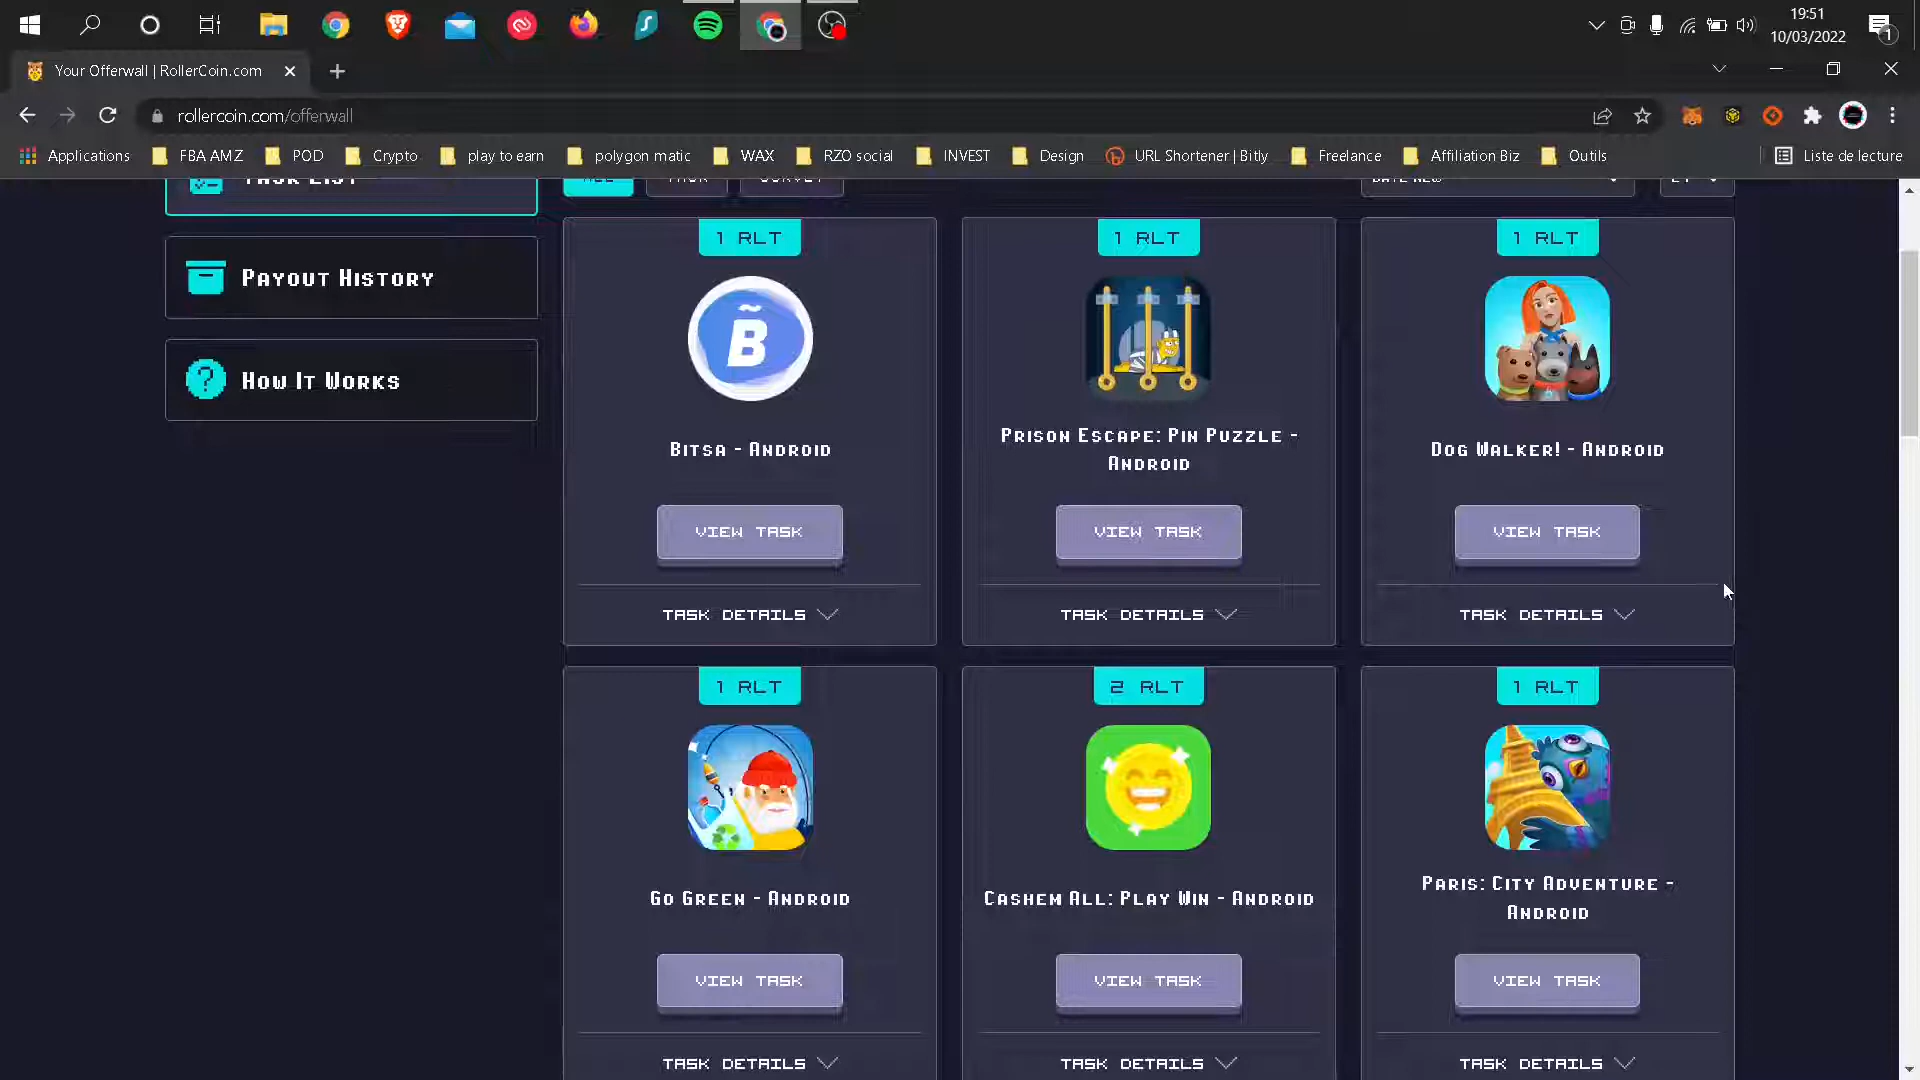 19:51
10/03/2022
1
Your Offerwall | RollerCoin.com
rollercoin.com/offerwall
Applications
FBA AMZ
POD
Crypto
play to earn
polygon matic
WAX
RZO social
INVEST
Design
URL Shortener | Bitly
Freelance
Affiliation Biz
Outils
Liste de lecture
TASK LIST
PAYOUT HISTORY
HOW IT WORKS
1 RLT
BITSA - ANDROID
VIEW TASK
TASK DETAILS
1 RLT
PRISON ESCAPE: PIN PUZZLE -
ANDROID
VIEW TASK
TASK DETAILS
1 RLT
DOG WALKER! - ANDROID
VIEW TASK
TASK DETAILS
1 RLT
GO GREEN - ANDROID
VIEW TASK
TASK DETAILS
2 RLT
CASHEM ALL: PLAY WIN - ANDROID
VIEW TASK
TASK DETAILS
1 RLT
PARIS: CITY ADVENTURE -
ANDROID
VIEW TASK
TASK DETAILS